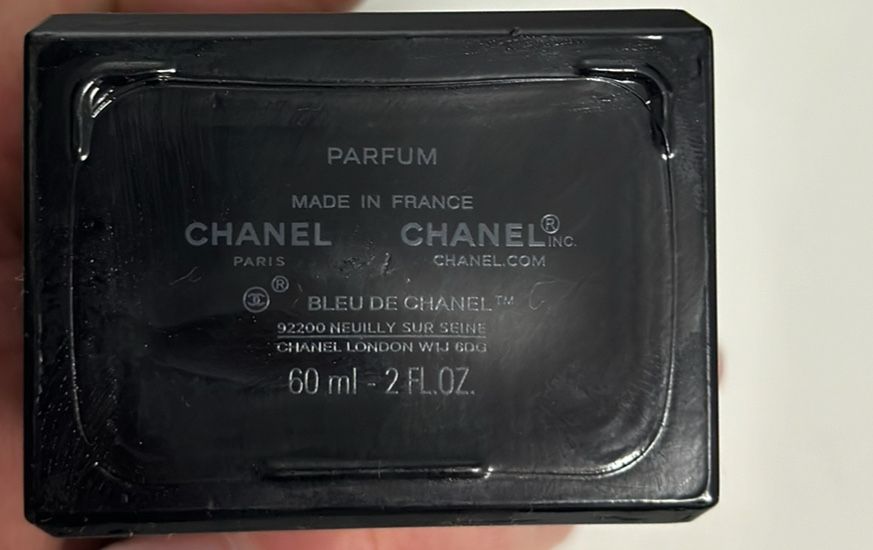 PARFUM
MADE IN FRANCE
CHANEL CHANEL® INC.
PARIS CHANEL.COM
® BLEU DE CHANEL™
92200 NEUILLY SUR SEINE
CHANEL LONDON W1J 6DG
60 ml - 2 FL.OZ.